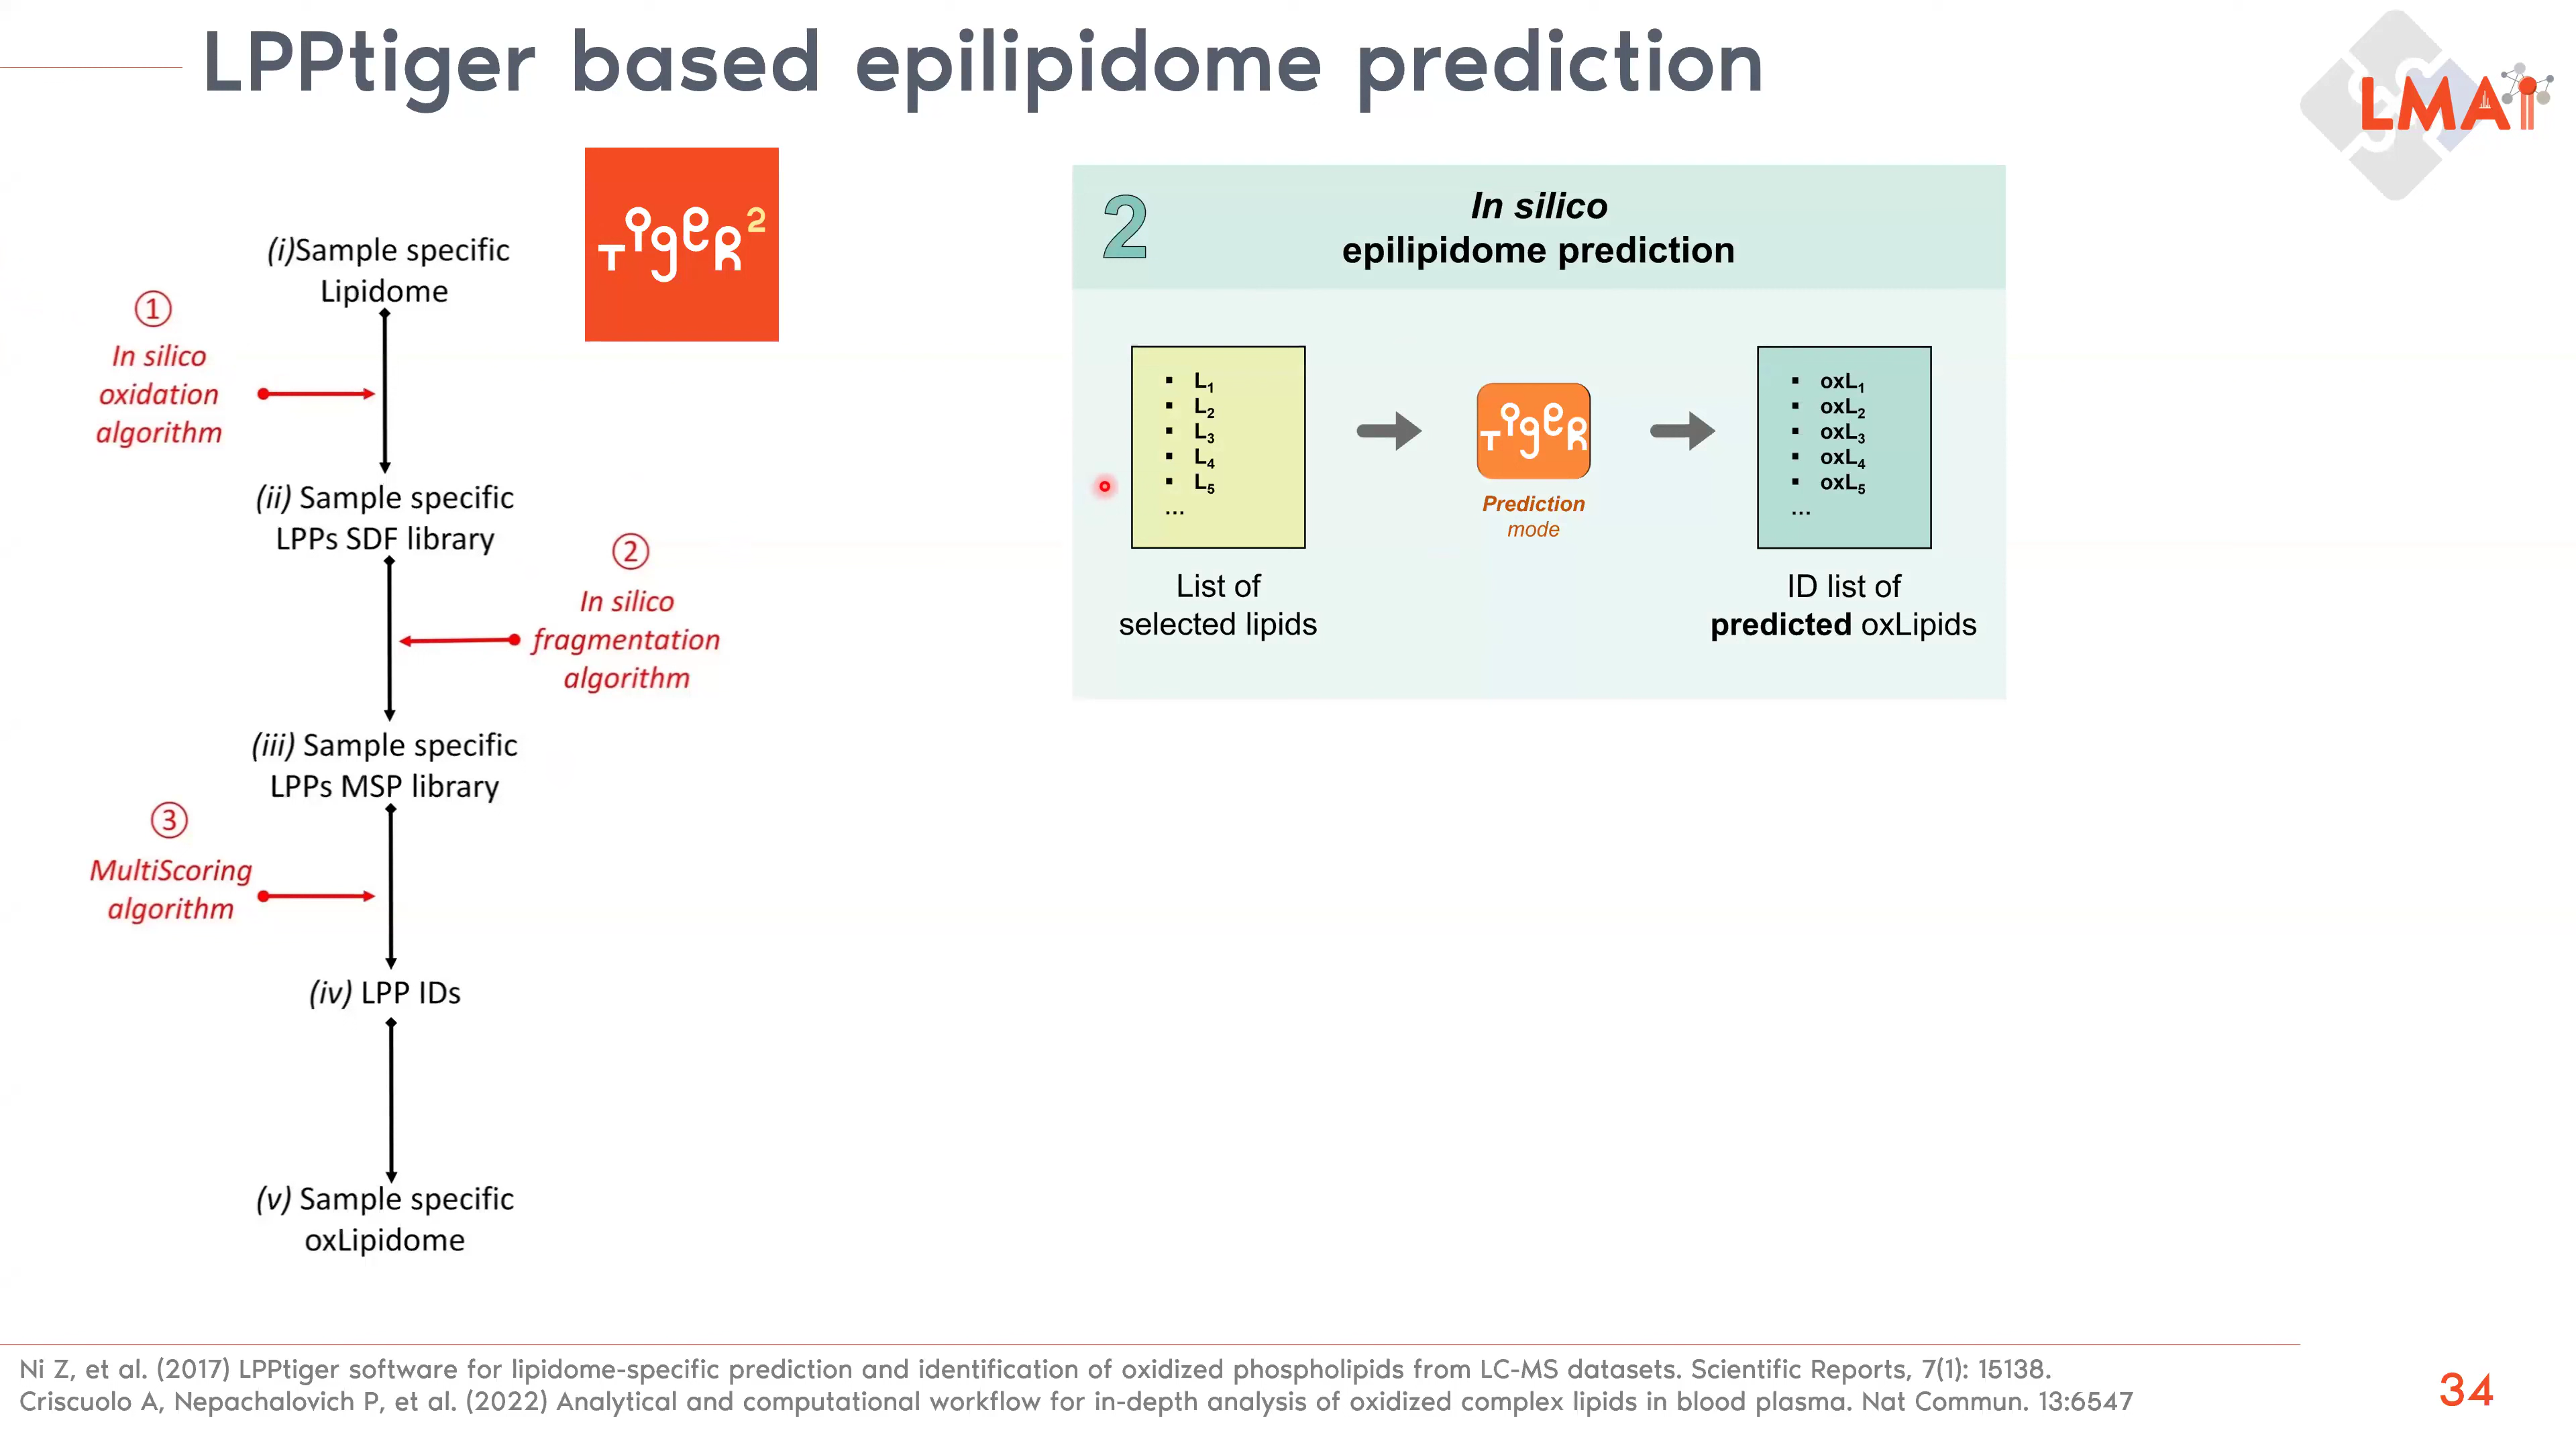 LPPtiger based epilipidome prediction
LMAI
TIGER2
(i)Sample specific
Lipidome
①
In silico
oxidation
algorithm
(ii) Sample specific
LPPs SDF library
②
In silico
fragmentation
algorithm
(iii) Sample specific
LPPs MSP library
③
MultiScoring
algorithm
(iv) LPP IDs
(v) Sample specific
oxLipidome
2
In silico
epilipidome prediction
▪ L1
▪ L2
▪ L3
▪ L4
▪ L5
...
List of
selected lipids
TIGER
Prediction
mode
▪ oxL1
▪ oxL2
▪ oxL3
▪ oxL4
▪ oxL5
...
ID list of
predicted oxLipids
Ni Z, et al. (2017) LPPtiger software for lipidome-specific prediction and identification of oxidized phospholipids from LC-MS datasets. Scientific Reports, 7(1): 15138.
Criscuolo A, Nepachalovich P, et al. (2022) Analytical and computational workflow for in-depth analysis of oxidized complex lipids in blood plasma. Nat Commun. 13:6547
34